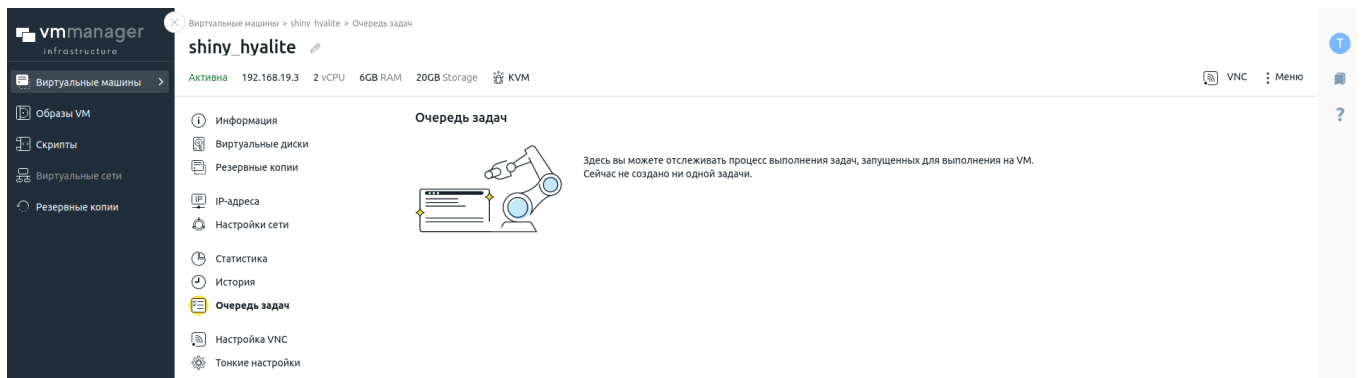 vmmanager
infrastructure
Виртуальные машины
Образы VM
Скрипты
Виртуальные сети
Резервные копии
Виртуальные машины > shiny_hyalite > Очередь задач
shiny_hyalite
Активна 192.168.19.3 2 vCPU 6GB RAM 20GB Storage KVM
VNC Меню
T
?
Информация
Виртуальные диски
Резервные копии
IP IP-адреса
Настройки сети
Статистика
История
Очередь задач
Настройка VNC
Тонкие настройки
Очередь задач
Здесь вы можете отслеживать процесс выполнения задач, запущенных для выполнения на VM.
Сейчас не создано ни одной задачи.